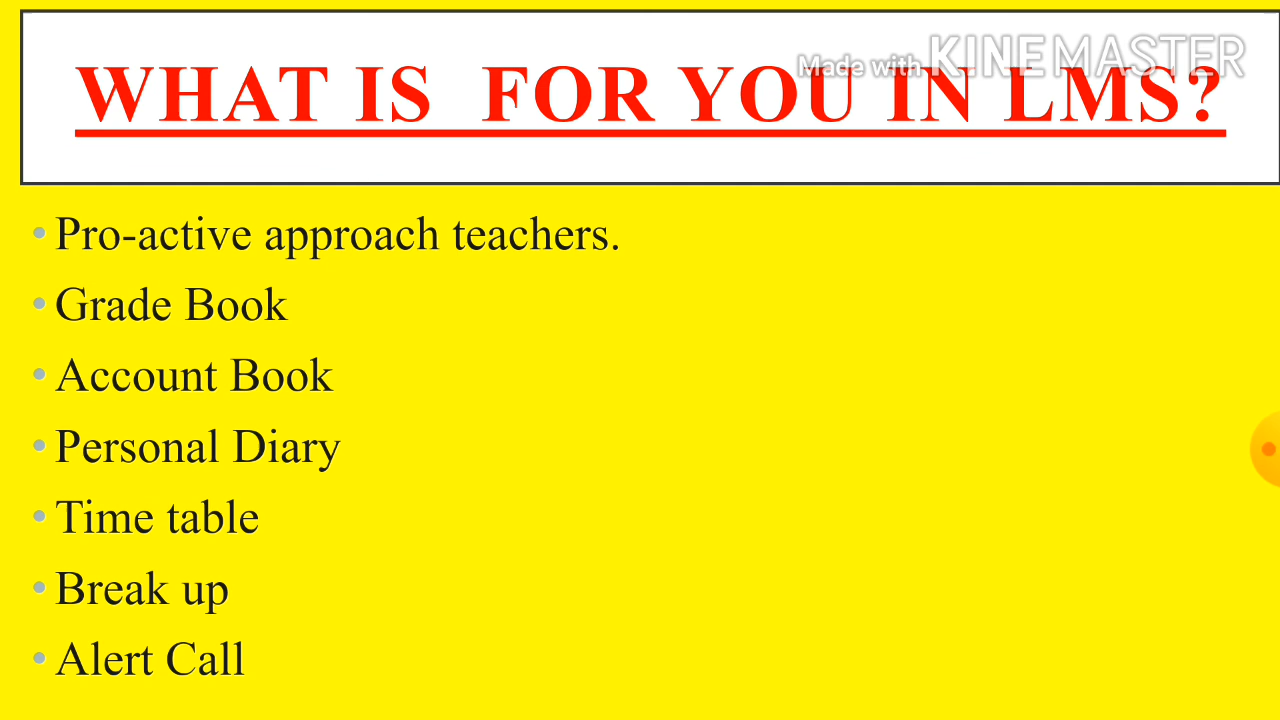 Made with KINEMASTER
WHAT IS FOR YOU IN LMS?
• Pro-active approach teachers.
• Grade Book
• Account Book
• Personal Diary
• Time table
• Break up
• Alert Call